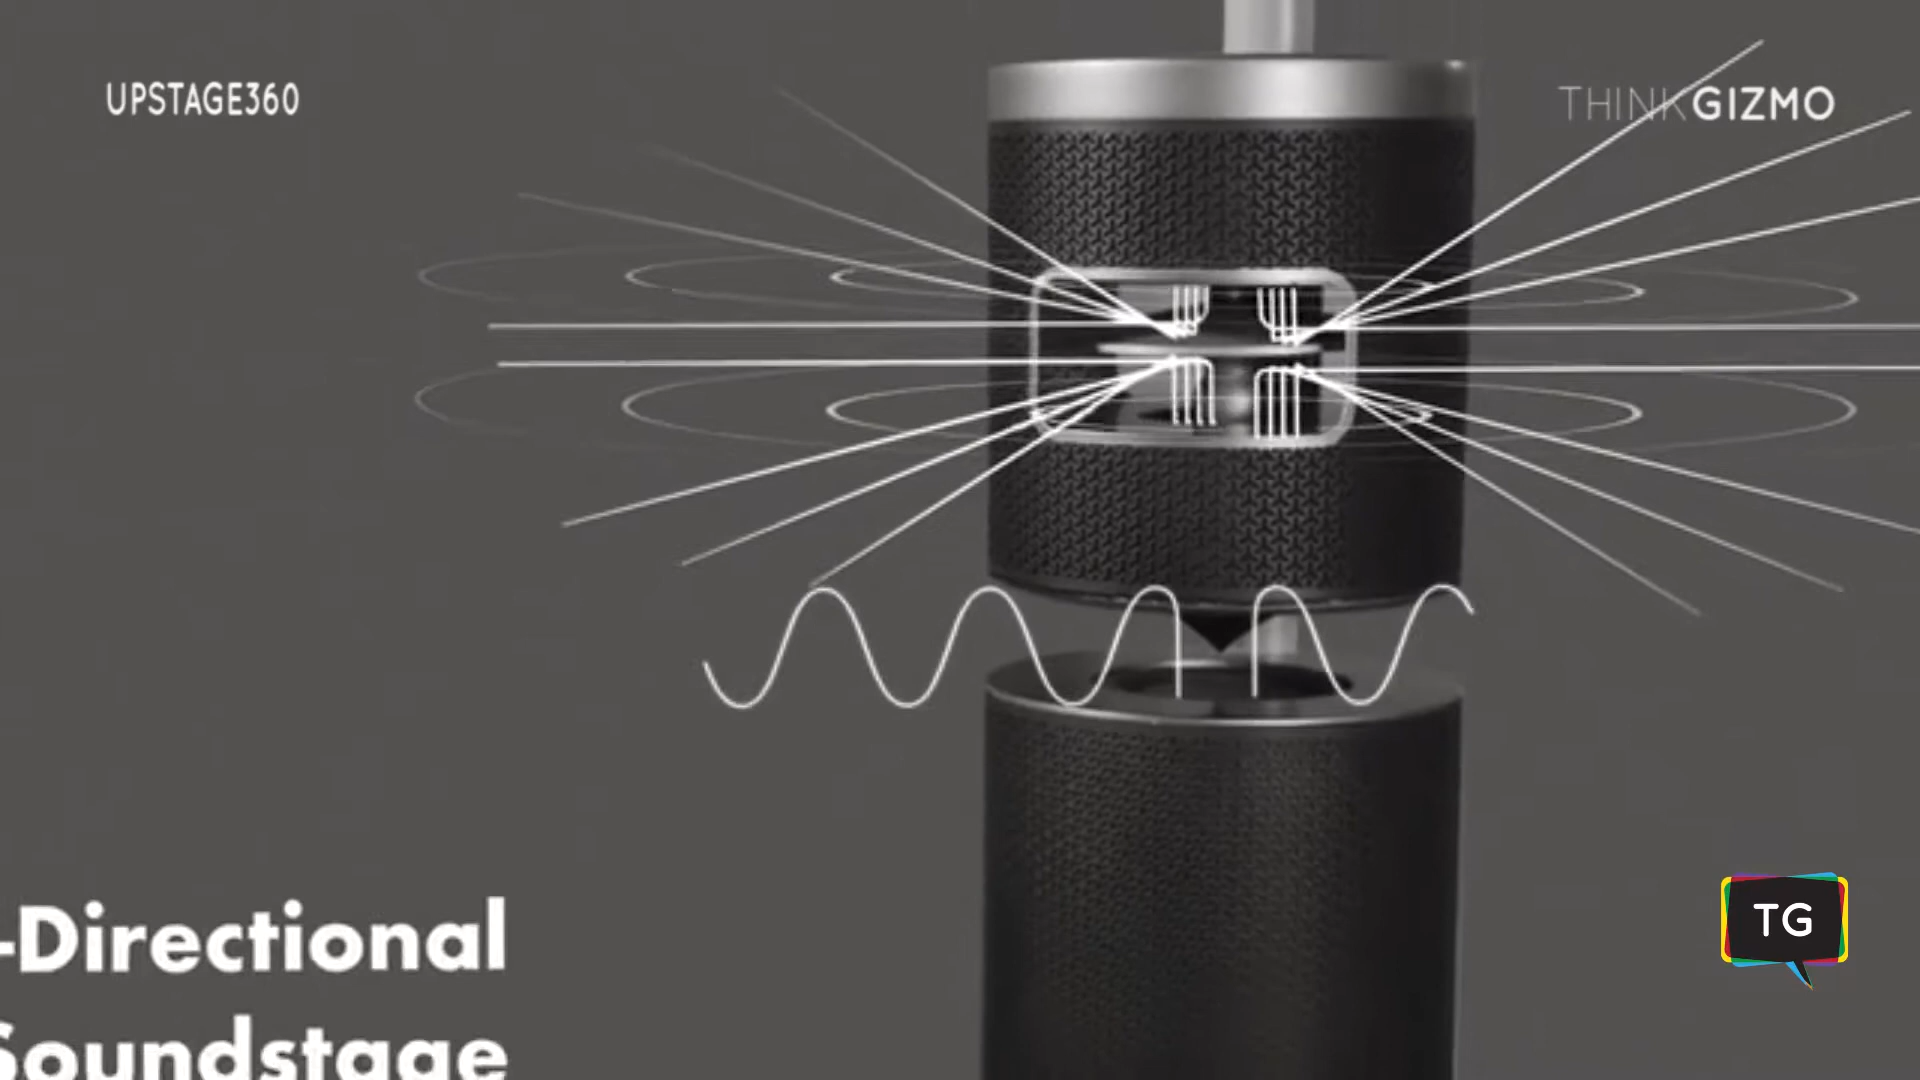 UPSTAGE360
THINKGIZMO
-Directional
Soundstage
TG